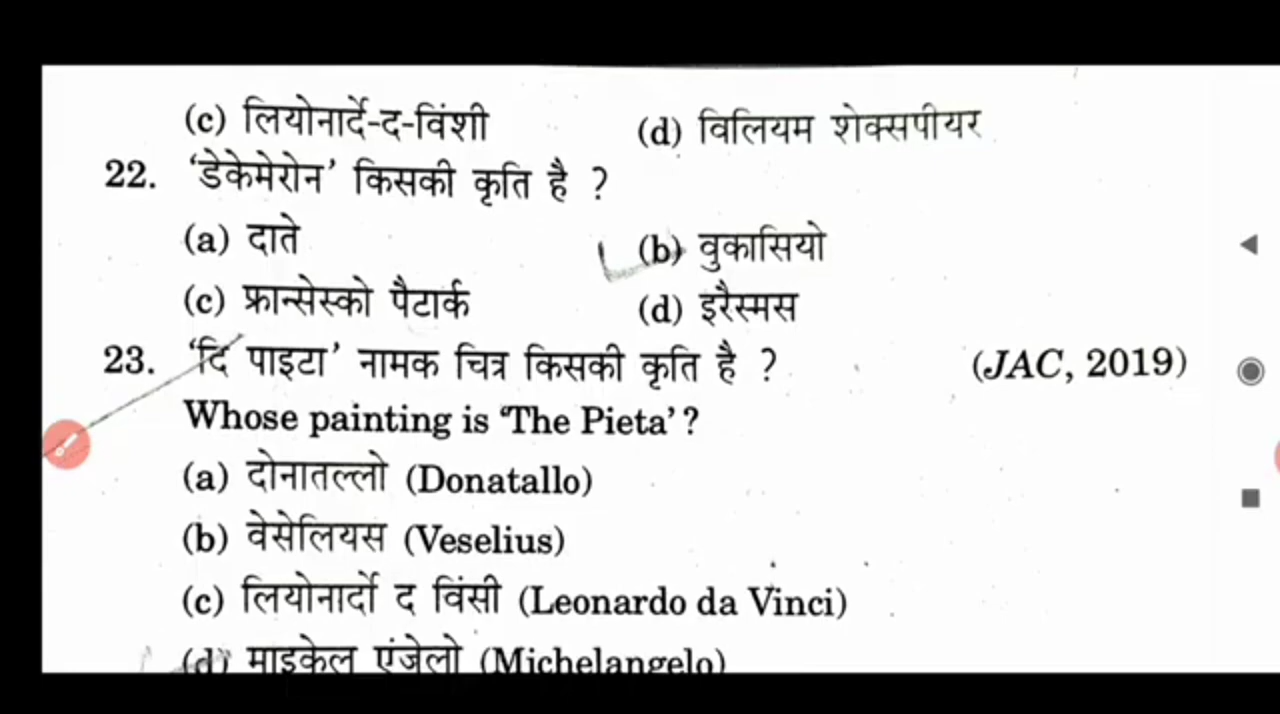 (c) लियोनार्दे-द-विंशी (d) विलियम शेक्सपीयर
22. 'डेकेमेरोन' किसकी कृति है ?
(a) दाते (b) वुकासियो
(c) फ्रान्सेस्को पैटार्क (d) इरैस्मस
23. 'दि पाइटा' नामक चित्र किसकी कृति है ? (JAC, 2019)
Whose painting is 'The Pieta' ?
(a) दोनातल्लो (Donatallo)
(b) वेसेलियस (Veselius)
(c) लियोनार्दो द विंसी (Leonardo da Vinci)
(d) माइकेल एंजेलो (Michelangelo)